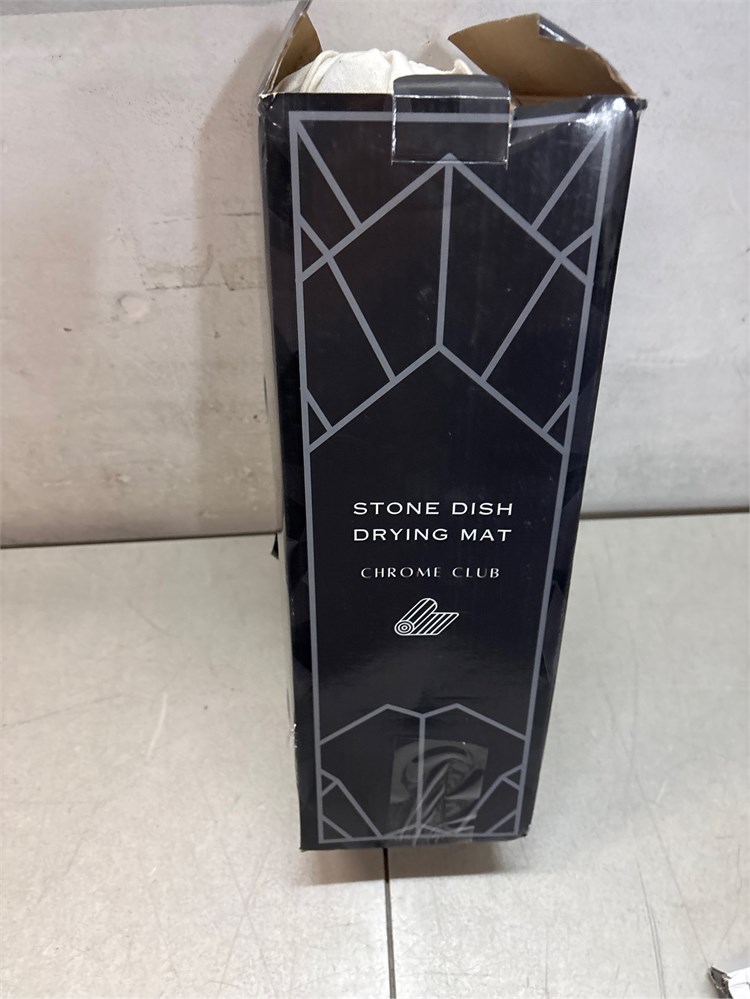 STONE DISH
DRYING MAT
CHROME CLUB